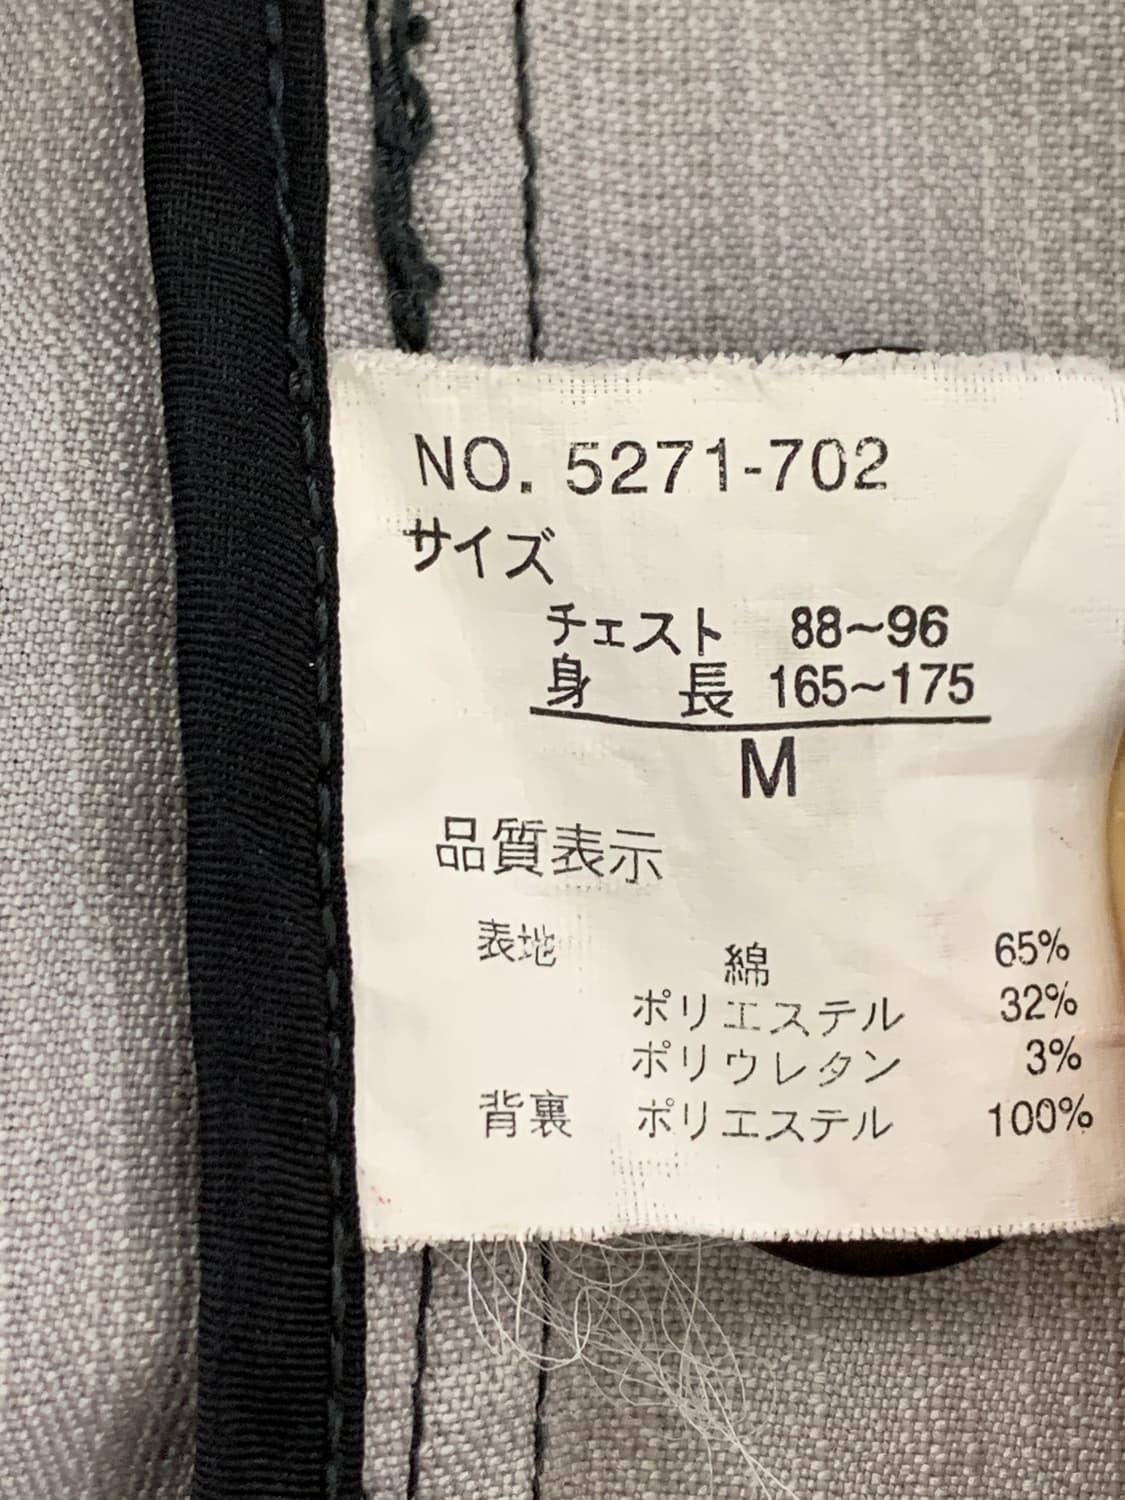 NO. 5271-702
サイズ
チェスト 88~96
身長 165~175
M
品質表示
表地 綿 65%
ポリエステル 32%
ポリウレタン 3%
背裏 ポリエステル 100%